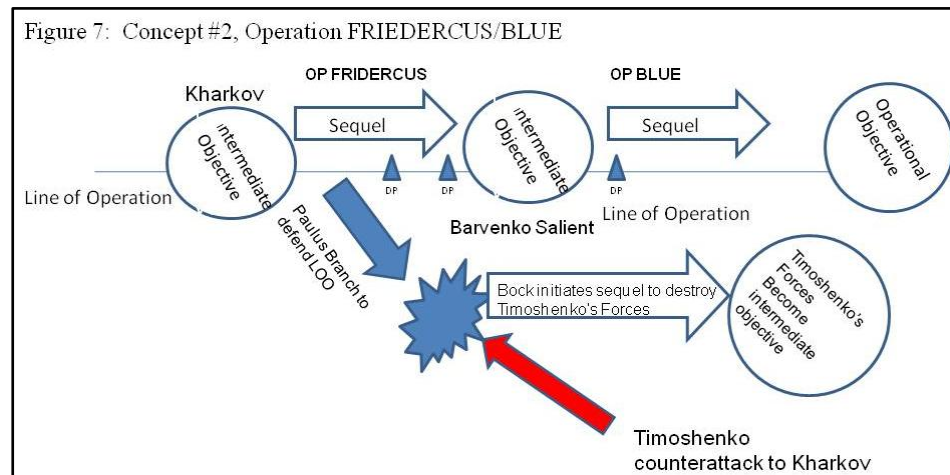 Figure 7:  Concept #2, Operation FRIEDERCUS/BLUE
OP FRIDERCUS
OP BLUE
Kharkov
Sequel
Sequel
intermediate
Objective
intermediate
Objective
Operational
Objective
DP
DP
DP
Line of Operation
Line of Operation
Barvenko Salient
Paulus Branch to
defend LOO
Bock initiates sequel to destroy
Timoshenko's Forces
Timoshenko's
Forces
Become
intermediate
objective
Timoshenko
counterattack to Kharkov